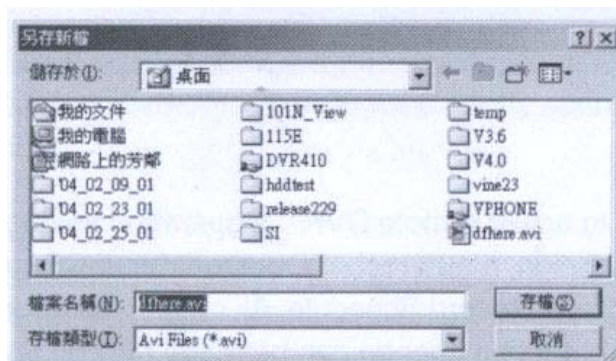 另存新檔
儲存於(I): 桌面
我的文件 101N_View temp
我的電腦 115E V3.6
網路上的芳鄰 DVR410 V4.0
'04_02_09_01 hddtest vine23
'04_02_23_01 release229 VPHONE
'04_02_25_01 SI dfhere.avi
檔案名稱(N): dfhere.avi 存檔(S)
存檔類型(T): Avi Files (*.avi) 取消